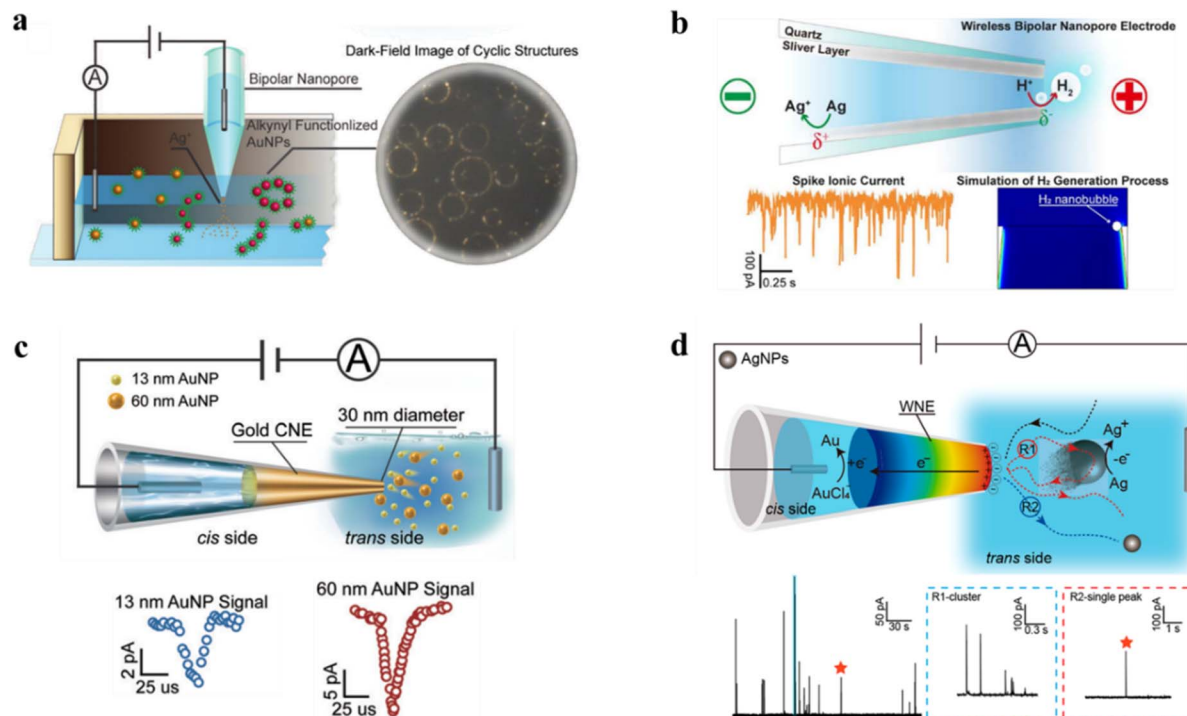 a
A
Dark-Field Image of Cyclic Structures
Bipolar Nanopore
Ag⁺
Alkynyl Functionlized
AuNPs
b
Wireless Bipolar Nanopore Electrode
Quartz
Sliver Layer
H⁺
H₂
Ag⁺
Ag
δ⁺
δ⁻
Spike Ionic Current
Simulation of H₂ Generation Process
H₂ nanobubble
100 pA
0.25 s
c
A
13 nm AuNP
60 nm AuNP
30 nm diameter
Gold CNE
cis side
trans side
13 nm AuNP Signal
60 nm AuNP Signal
2 pA
25 us
5 pA
25 us
d
A
AgNPs
WNE
Au
+e⁻
AuCl₄⁻
e⁻
R1
Ag⁺
-e⁻
Ag
R2
cis side
trans side
50 pA
30 s
R1-cluster
100 pA
0.3 s
R2-single peak
100 pA
1 s